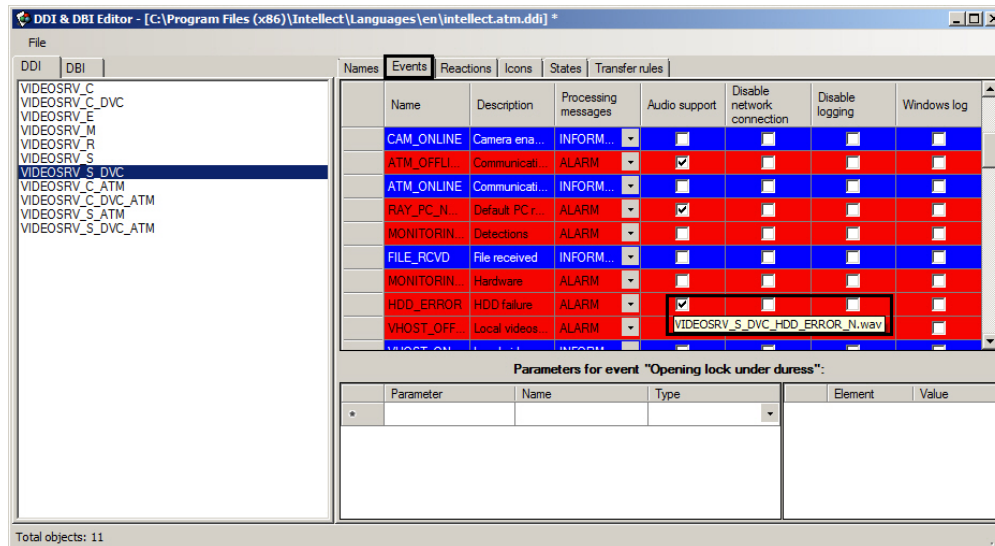 DDI & DBI Editor - [C:\Program Files (x86)\Intellect\Languages\en\intellect.atm.ddi] *
File
DDI DBI
VIDEOSRV_C
VIDEOSRV_C_DVC
VIDEOSRV_E
VIDEOSRV_M
VIDEOSRV_R
VIDEOSRV_S
VIDEOSRV_S_DVC
VIDEOSRV_C_ATM
VIDEOSRV_C_DVC_ATM
VIDEOSRV_S_ATM
VIDEOSRV_S_DVC_ATM
Names Events Reactions Icons States Transfer rules
Name Description Processing messages Audio support Disable network connection Disable logging Windows log
CAM_ONLINE Camera ena... INFORM...
ATM_OFFLI... Communicati... ALARM
ATM_ONLINE Communicati... INFORM...
RAY_PC_N... Default PC r... ALARM
MONITORIN... Detections ALARM
FILE_RCVD File received INFORM...
MONITORIN... Hardware ALARM
HDD_ERROR HDD failure ALARM
VHOST_OFF... Local videos... ALARM
VIDEOSRV_S_DVC_HDD_ERROR_N.wav
Parameters for event "Opening lock under duress":
Parameter Name Type Element Value
Total objects: 11